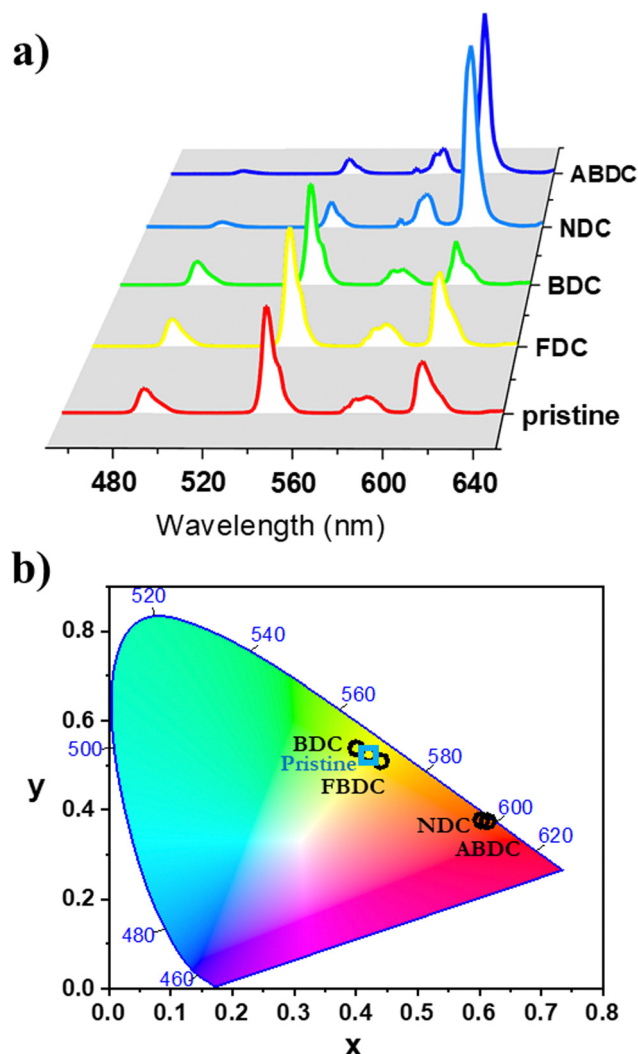 a)
ABDC
NDC
BDC
FDC
pristine
480 520 560 600 640
Wavelength (nm)
b)
520
540
560
580
600
620
500
480
460
0.8
0.6
0.4
0.2
0.0
y
BDC
Pristine
FBDC
NDC
ABDC
0.0 0.1 0.2 0.3 0.4 0.5 0.6 0.7 0.8
x